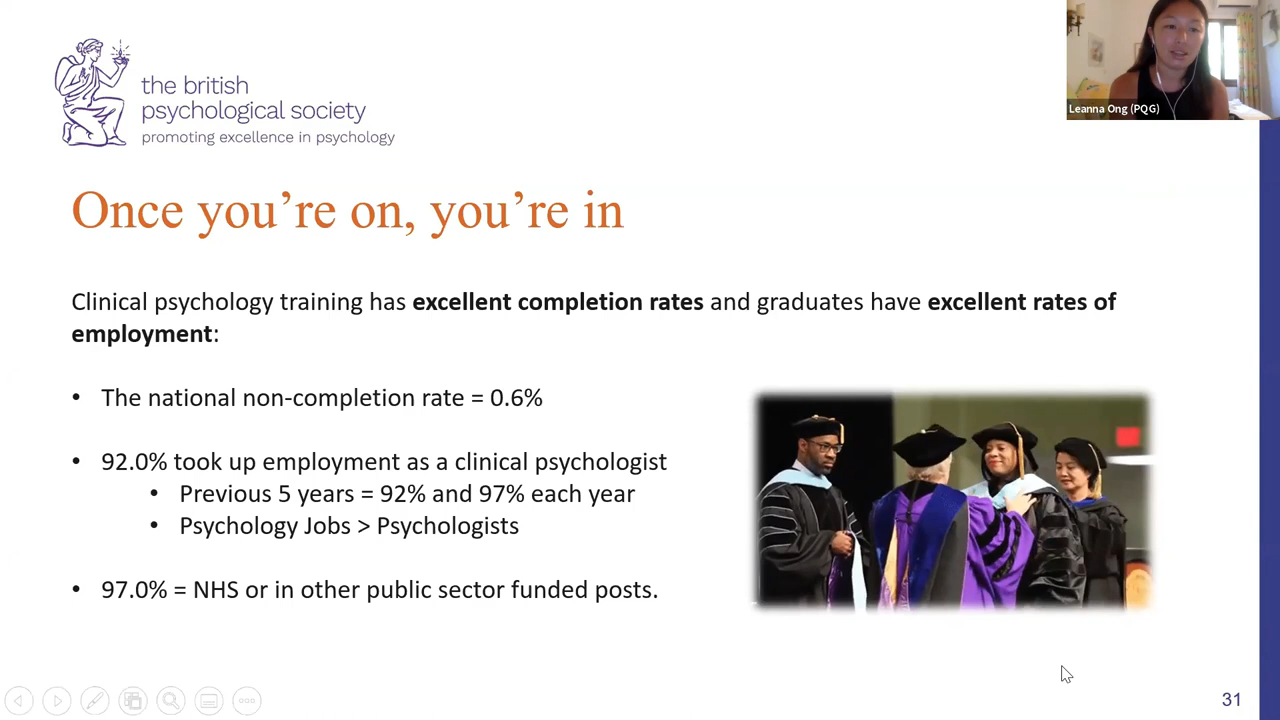 the british
psychological society
promoting excellence in psychology
Leanna Ong (PQG)
Once you’re on, you’re in
Clinical psychology training has excellent completion rates and graduates have excellent rates of
employment:
• The national non-completion rate = 0.6%
• 92.0% took up employment as a clinical psychologist
• Previous 5 years = 92% and 97% each year
• Psychology Jobs > Psychologists
• 97.0% = NHS or in other public sector funded posts.
31